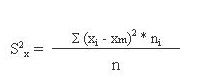 S²ₓ = Σ (xᵢ - xₘ)² * nᵢ
n